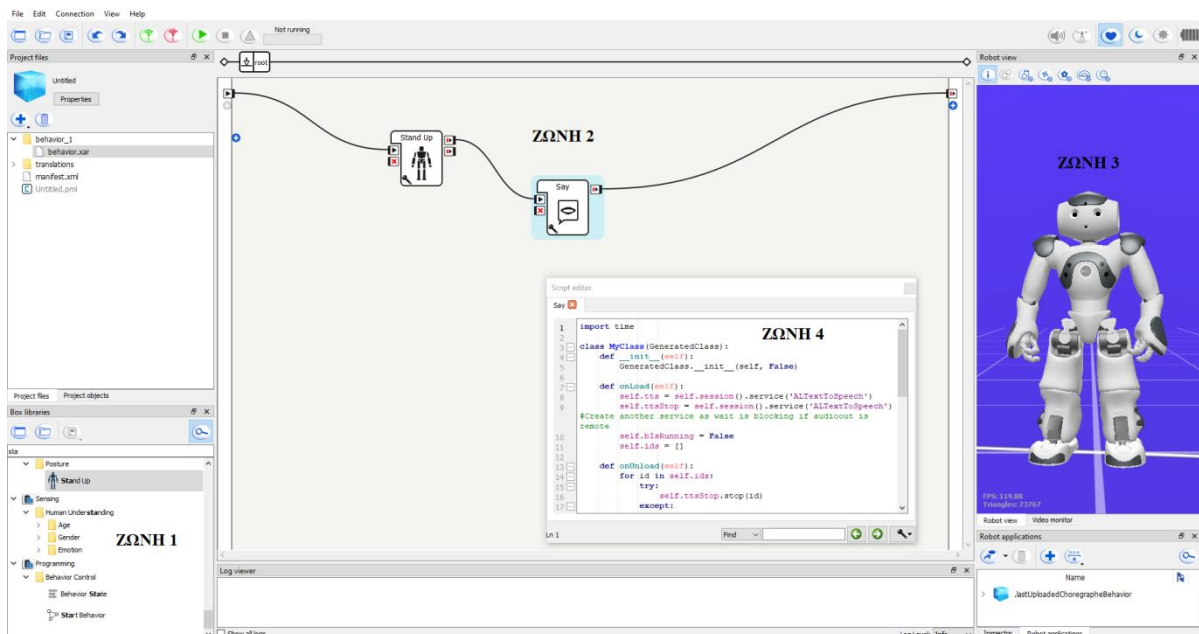 File Edit Connection View Help
Not running
Project files
root
Robot view
Untitled
Properties
behavior_1
behavior.xar
translations
manifest.xml
Untitled.pml
Stand Up
ΖΩΝΗ 2
Say
ΖΩΝΗ 3
Script editor
Say
1 import time
2
3 class MyClass(GeneratedClass):
4 def __init__(self):
5 GeneratedClass.__init__(self, False)
6
7 def onLoad(self):
8 self.tts = self.session().service('ALTextToSpeech')
9 self.ttsStop = self.session().service('ALTextToSpeech')
#Create another service as wait is blocking if audioout is
remote
10 self.bIsRunning = False
11 self.ids = []
12
13 def onUnload(self):
14 for id in self.ids:
15 try:
16 self.ttsStop.stop(id)
17 except:
ΖΩΝΗ 4
Ln 1
Find
Project files Project objects
Box libraries
sta
Posture
Stand Up
Sensing
Human Understanding
Age
Gender
Emotion
ΖΩΝΗ 1
Programming
Behavior Control
Behavior State
Start Behavior
FPS: 119.88
Triangles: 73767
Robot view Video monitor
Robot applications
Name
.lastUploadedChoregrapheBehavior
Log viewer
Show all logs
Log Level: Info
Inspector Robot applications